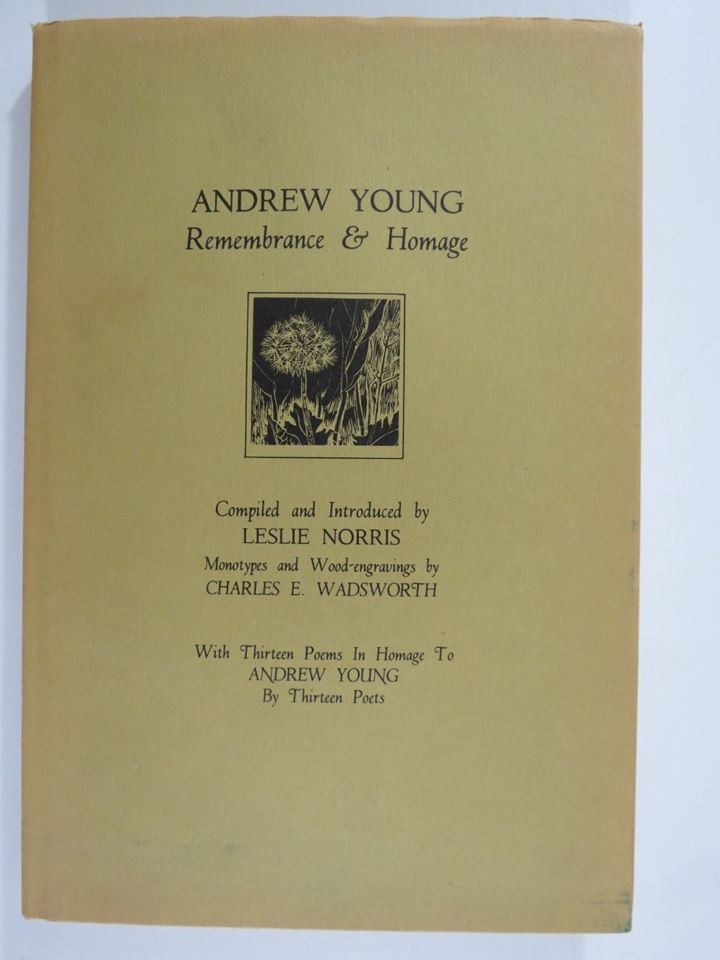 ANDREW YOUNG
Remembrance & Homage
Compiled and Introduced by
LESLIE NORRIS
Monotypes and Wood-engravings by
CHARLES E. WADSWORTH
With Thirteen Poems In Homage To
ANDREW YOUNG
By Thirteen Poets